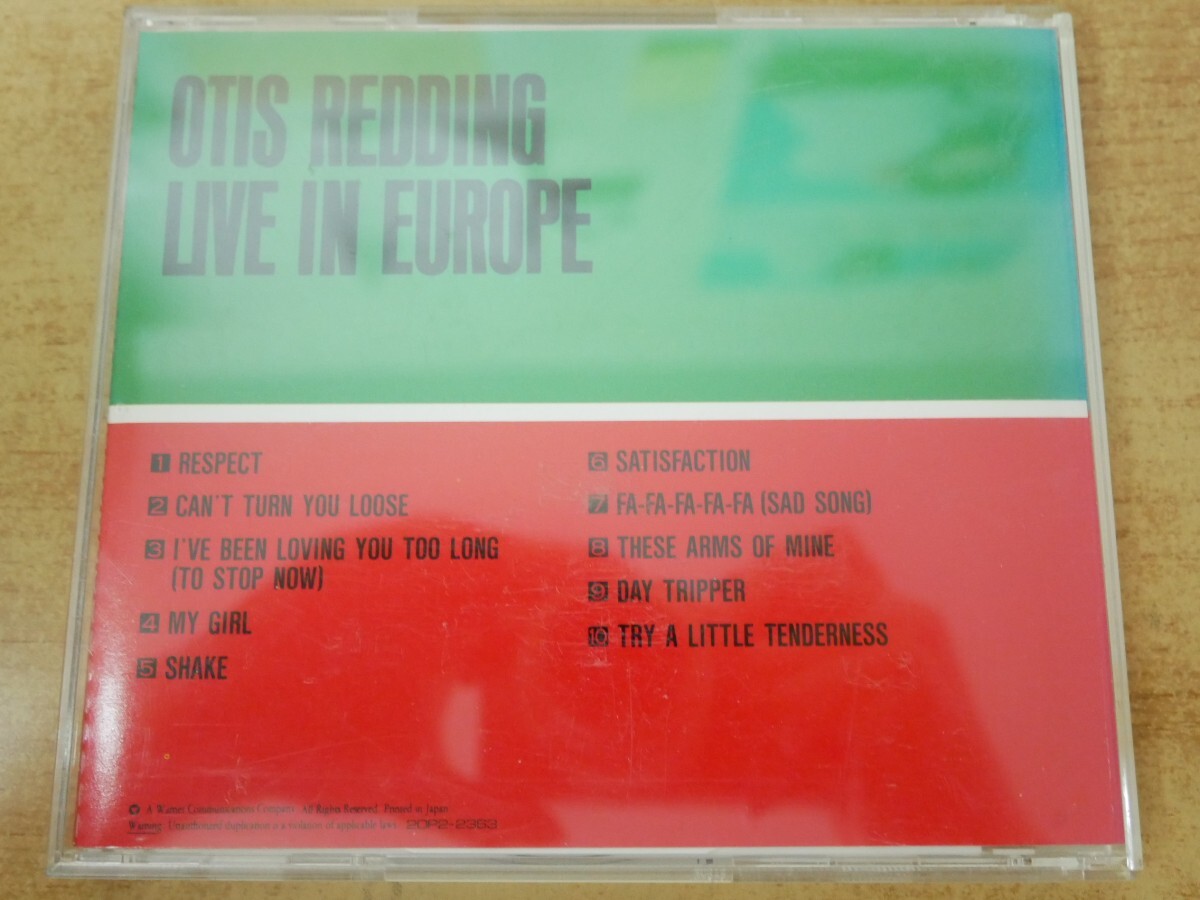 OTIS REDDING
LIVE IN EUROPE
1 RESPECT
2 CAN'T TURN YOU LOOSE
3 I'VE BEEN LOVING YOU TOO LONG
(TO STOP NOW)
4 MY GIRL
5 SHAKE
6 SATISFACTION
7 FA-FA-FA-FA-FA (SAD SONG)
8 THESE ARMS OF MINE
9 DAY TRIPPER
10 TRY A LITTLE TENDERNESS
A Warner Communications Company. All Rights Reserved. Printed in Japan
Warning: Unauthorized duplication is a violation of applicable laws. 20P2-2363